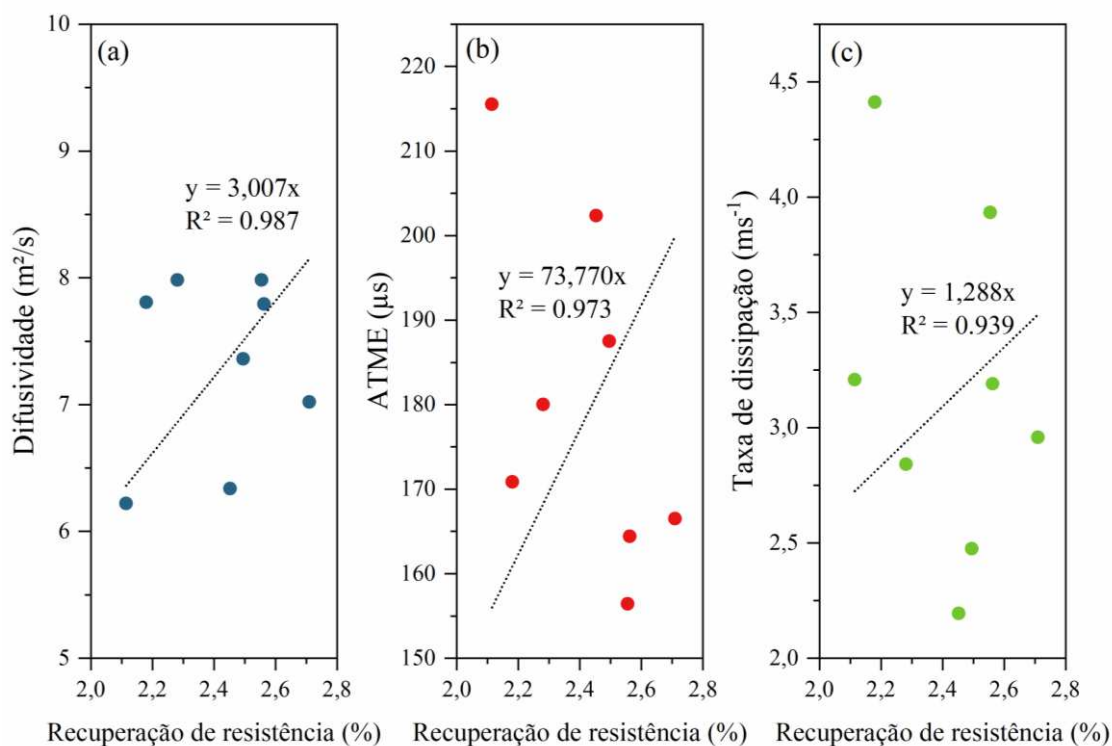 (a)
10
9
8
7
6
5
Difusividade (m²/s)
y = 3,007x
R² = 0.987
2,0 2,2 2,4 2,6 2,8
Recuperação de resistência (%)
(b)
220
210
200
190
180
170
160
150
ATME (µs)
y = 73,770x
R² = 0.973
2,0 2,2 2,4 2,6 2,8
Recuperação de resistência (%)
(c)
4,5
4,0
3,5
3,0
2,5
2,0
Taxa de dissipação (ms⁻¹)
y = 1,288x
R² = 0.939
2,0 2,2 2,4 2,6 2,8
Recuperação de resistência (%)